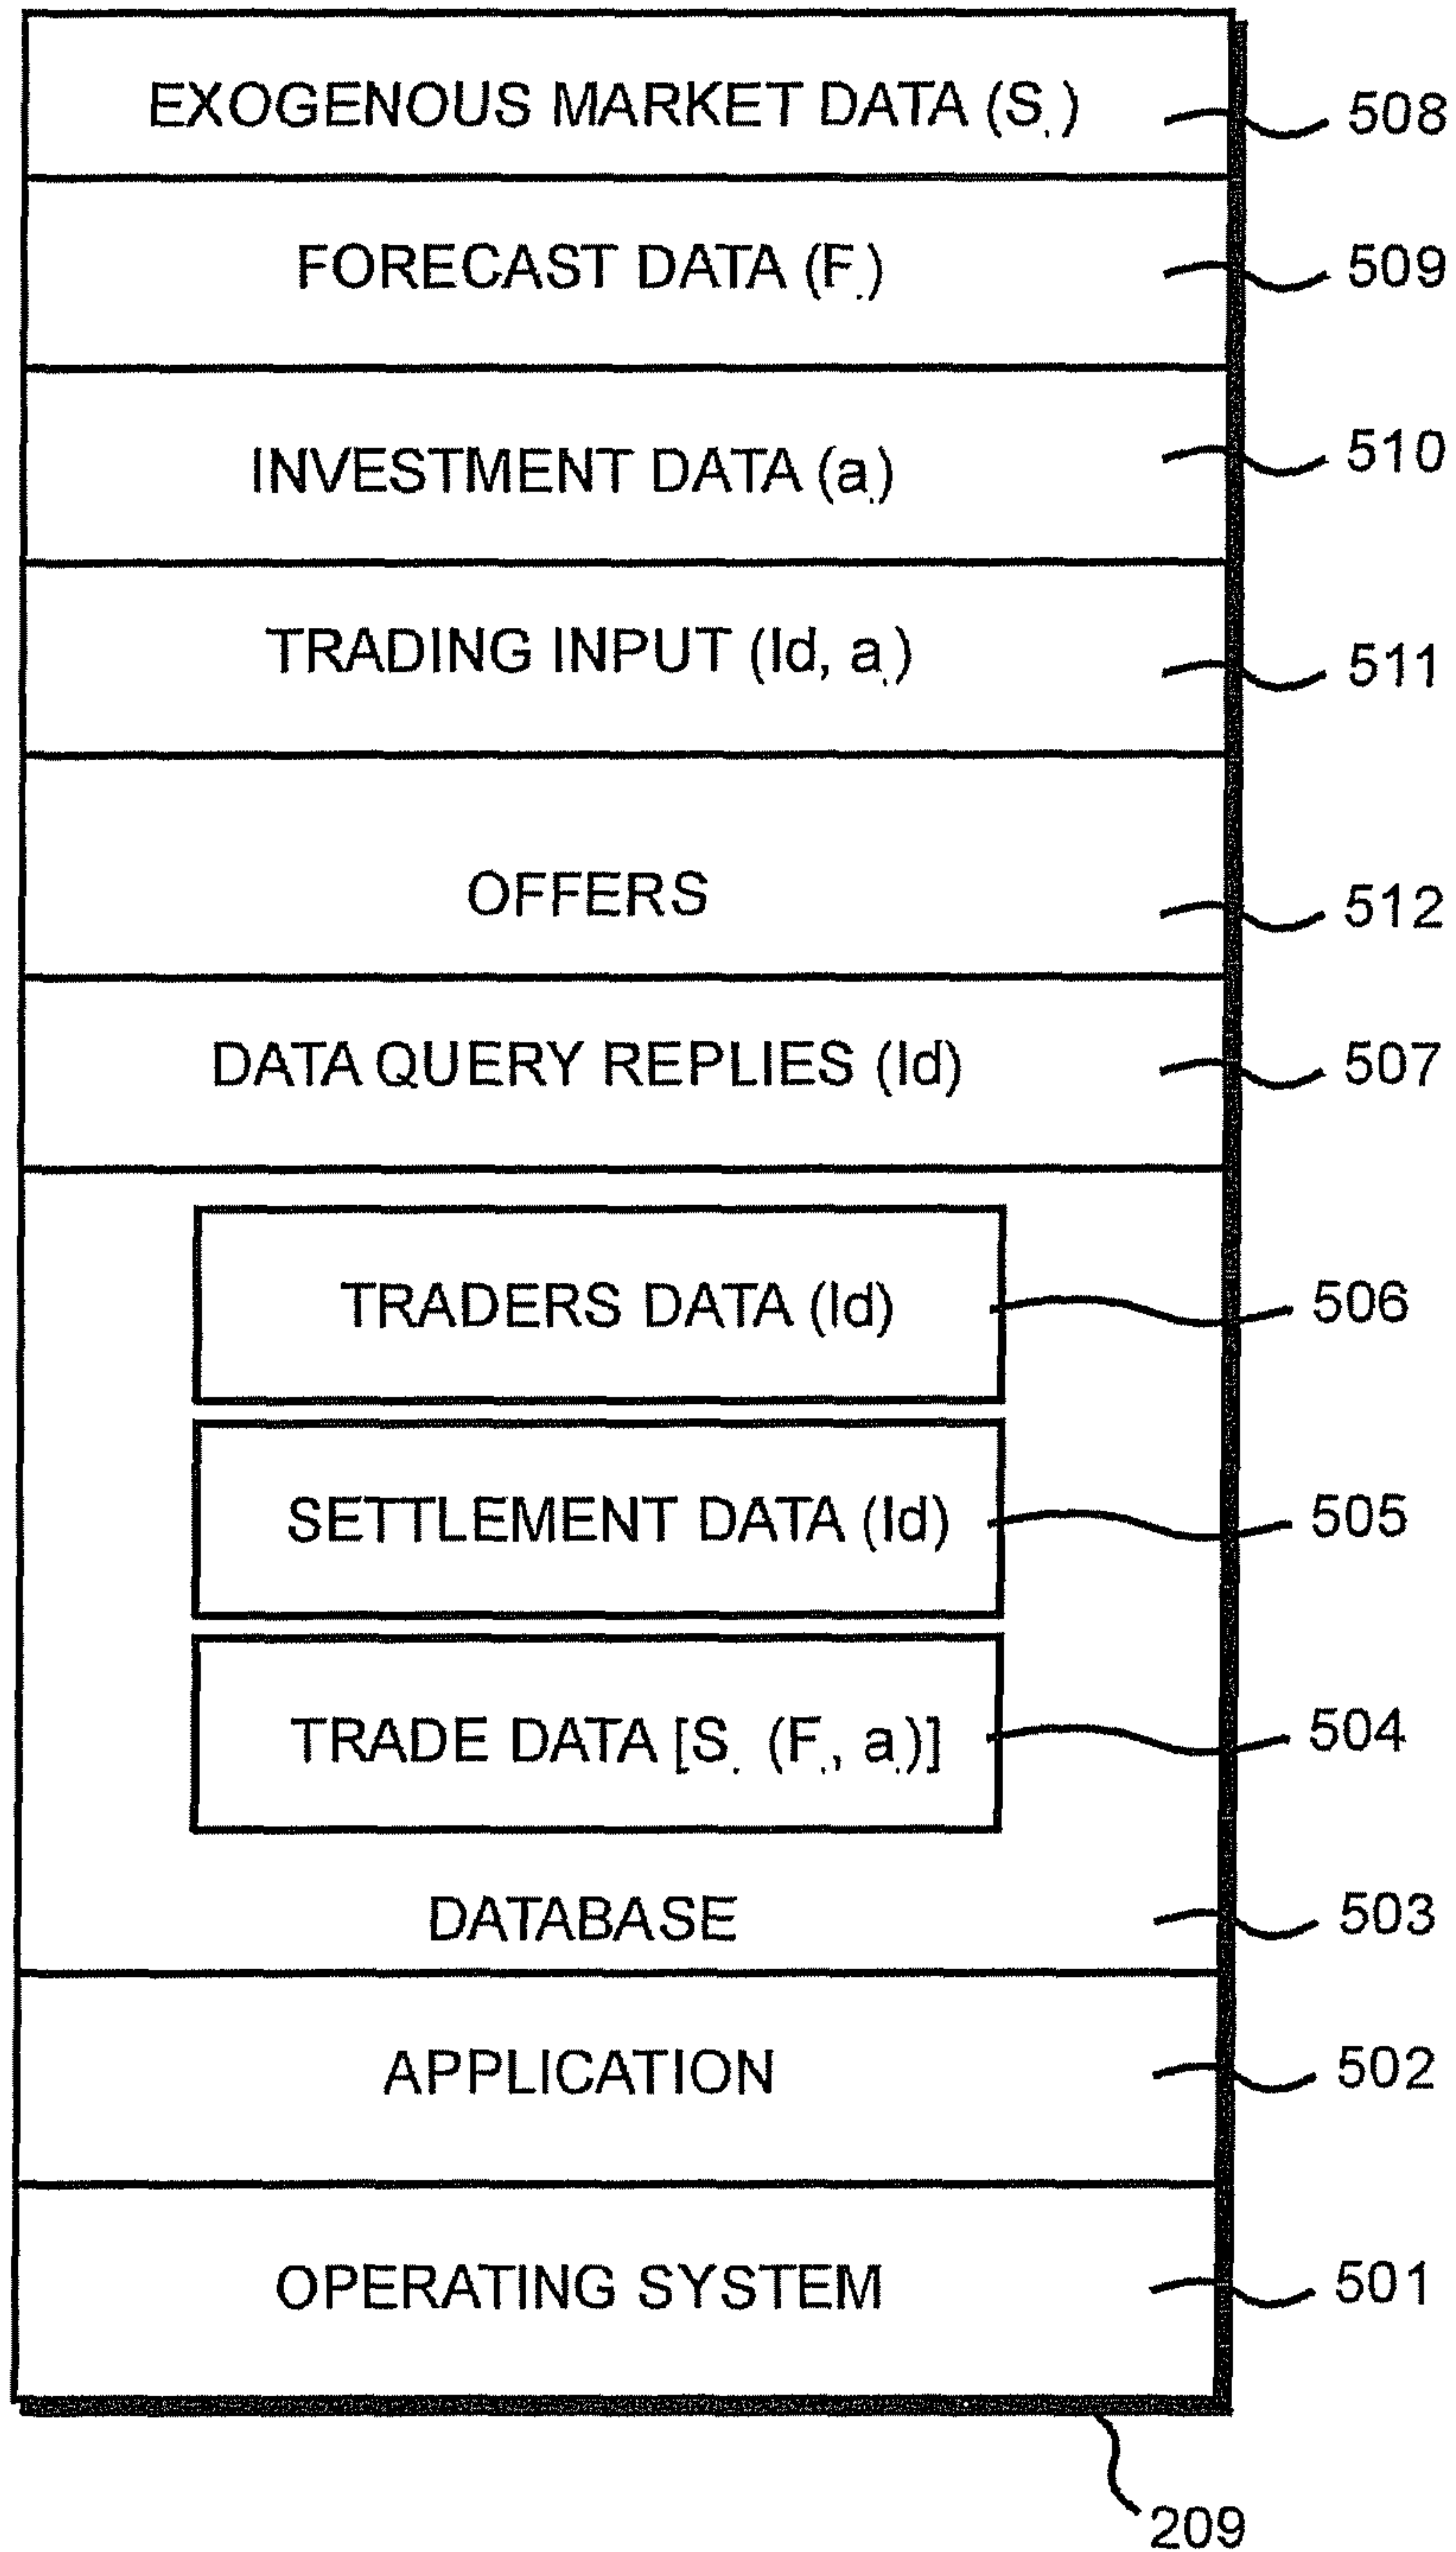 EXOGENOUS MARKET DATA (S.) 508
FORECAST DATA (F.) 509
INVESTMENT DATA (a.) 510
TRADING INPUT (Id, a.) 511
OFFERS 512
DATA QUERY REPLIES (Id) 507
TRADERS DATA (Id) 506
SETTLEMENT DATA (Id) 505
TRADE DATA [S. (F., a.)] 504
DATABASE 503
APPLICATION 502
OPERATING SYSTEM 501
209